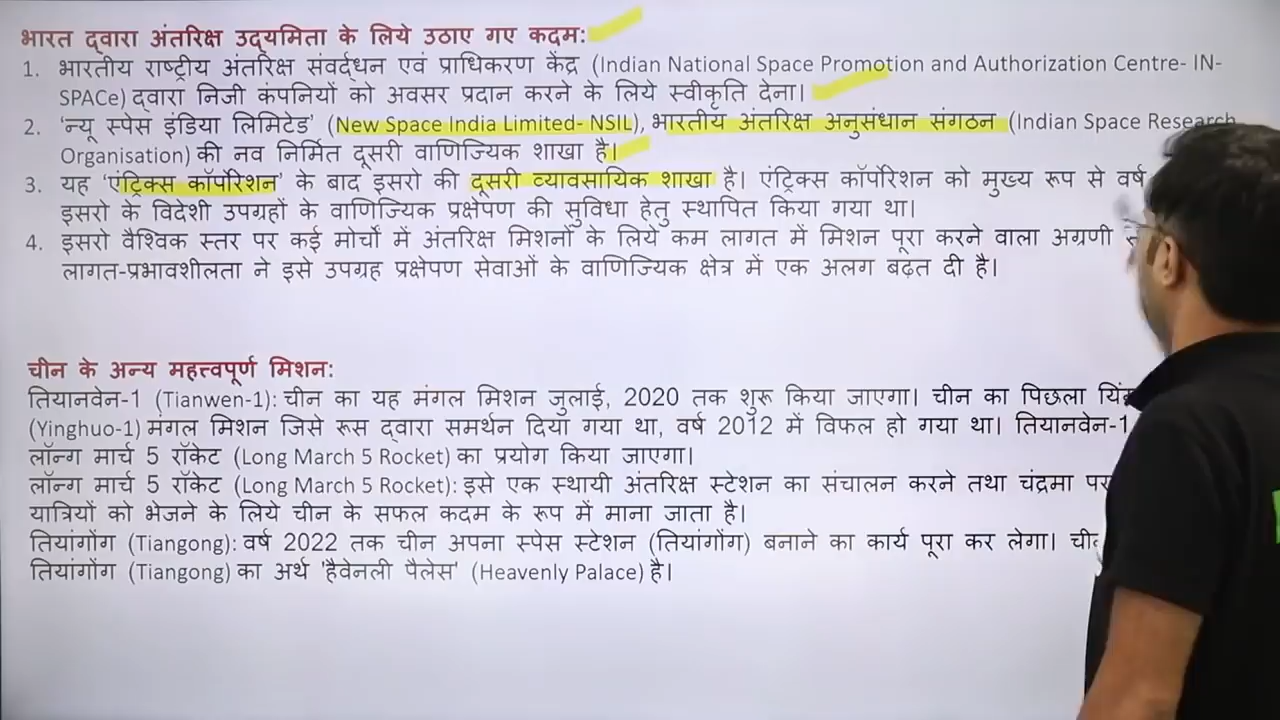 भारत द्वारा अंतरिक्ष उद्यमिता के लिये उठाए गए कदम:
1. भारतीय राष्ट्रीय अंतरिक्ष संवर्द्धन एवं प्राधिकरण केंद्र (Indian National Space Promotion and Authorization Centre- IN-
SPACe) द्वारा निजी कंपनियों को अवसर प्रदान करने के लिये स्वीकृति देना।
2. ‘न्यू स्पेस इंडिया लिमिटेड’ (New Space India Limited- NSIL), भारतीय अंतरिक्ष अनुसंधान संगठन (Indian Space Research
Organisation) की नव निर्मित दूसरी वाणिज्यिक शाखा है।
3. यह ‘एंट्रिक्स कॉर्पोरेशन’ के बाद इसरो की दूसरी व्यावसायिक शाखा है। एंट्रिक्स कॉर्पोरेशन को मुख्य रूप से वर्ष
इसरो के विदेशी उपग्रहों के वाणिज्यिक प्रक्षेपण की सुविधा हेतु स्थापित किया गया था।
4. इसरो वैश्विक स्तर पर कई मोर्चों में अंतरिक्ष मिशनों के लिये कम लागत में मिशन पूरा करने वाला अग्रणी
लागत-प्रभावशीलता ने इसे उपग्रह प्रक्षेपण सेवाओं के वाणिज्यिक क्षेत्र में एक अलग बढ़त दी है।
चीन के अन्य महत्त्वपूर्ण मिशन:
तियानवेन-1 (Tianwen-1): चीन का यह मंगल मिशन जुलाई, 2020 तक शुरू किया जाएगा। चीन का पिछला
(Yinghuo-1) मंगल मिशन जिसे रूस द्वारा समर्थन दिया गया था, वर्ष 2012 में विफल हो गया था। तियानवेन-1
लॉन्ग मार्च 5 रॉकेट (Long March 5 Rocket) का प्रयोग किया जाएगा।
लॉन्ग मार्च 5 रॉकेट (Long March 5 Rocket): इसे एक स्थायी अंतरिक्ष स्टेशन का संचालन करने तथा चंद्रमा पर
यात्रियों को भेजने के लिये चीन के सफल कदम के रूप में माना जाता है।
तियांगोंग (Tiangong): वर्ष 2022 तक चीन अपना स्पेस स्टेशन (तियांगोंग) बनाने का कार्य पूरा कर लेगा।
तियांगोंग (Tiangong) का अर्थ 'हैवेनली पैलेस' (Heavenly Palace) है।